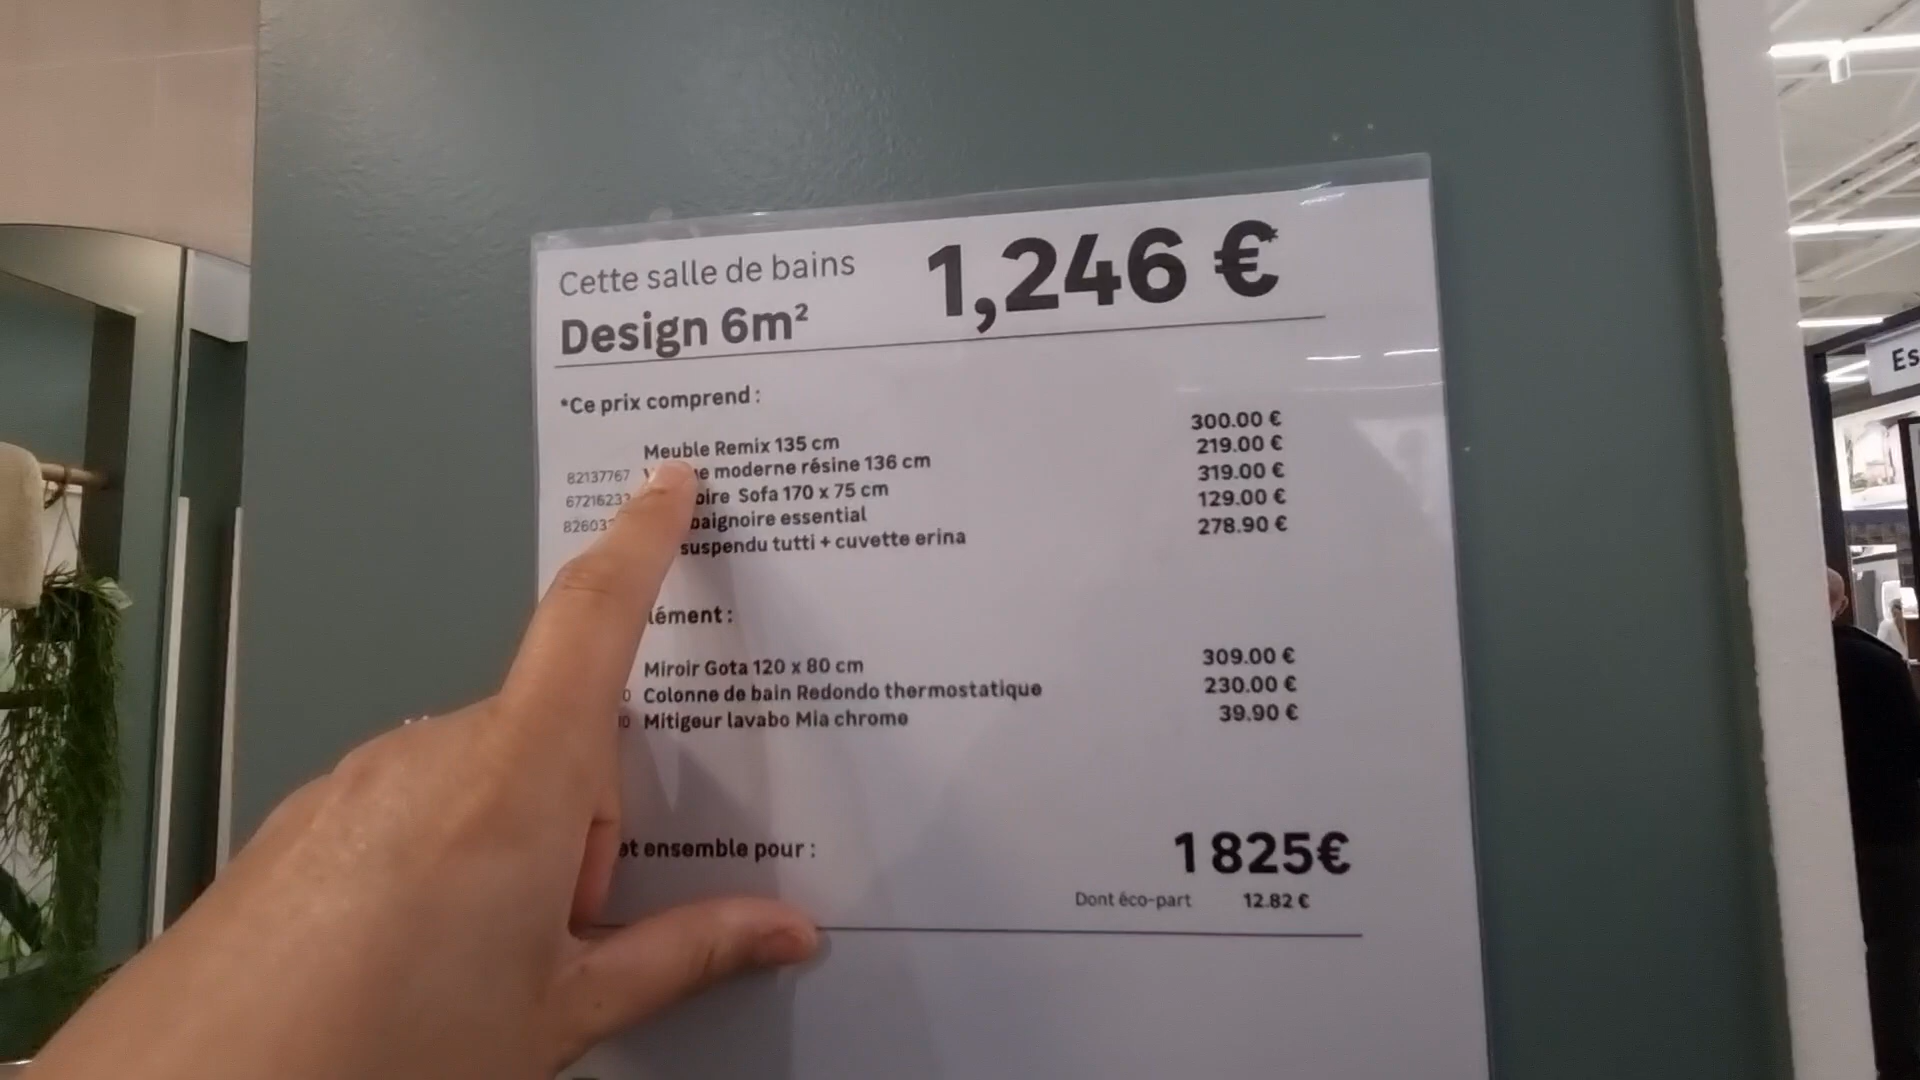 Cette salle de bains
Design 6m²
1,246 €*
*Ce prix comprend :
Meuble Remix 135 cm 300.00 €
82137767 moderne résine 136 cm 219.00 €
Sofa 170 x 75 cm 319.00 €
baignoire essential 129.00 €
suspendu tutti + cuvette erina 278.90 €
Miroir Gota 120 x 80 cm 309.00 €
Colonne de bain Redondo thermostatique 230.00 €
Mitigeur lavabo Mia chrome 39.90 €
ensemble pour : 1 825€
Dont éco-part 12.82 €
Es